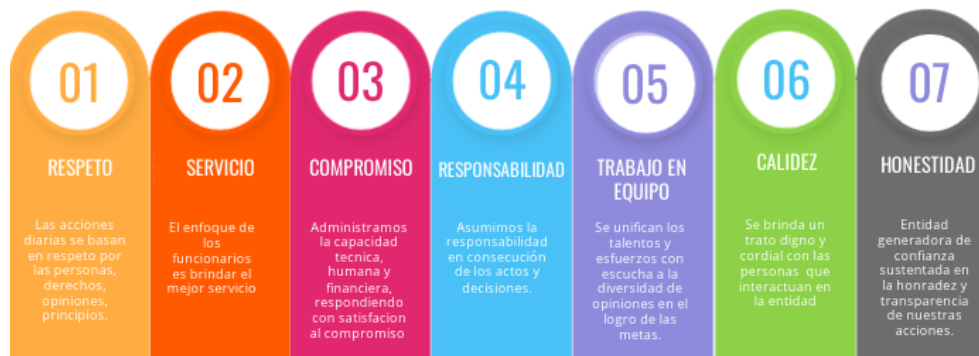 01
RESPETO
Las acciones
diarias se basan
en respeto por
las personas,
derechos,
opiniones,
principios.
02
SERVICIO
El enfoque de
los
funcionarios
es brindar el
mejor servicio
03
COMPROMISO
Administramos
la capacidad
tecnica,
humana y
financiera,
respondiendo
con satisfacion
al compromiso
04
RESPONSABILIDAD
Asumimos la
responsabilidad
en consecución
de los actos y
decisiones.
05
TRABAJO EN
EQUIPO
Se unifican los
talentos y
esfuerzos con
escucha a la
diversidad de
opiniones en el
logro de las
metas.
06
CALIDEZ
Se brinda un
trato digno y
cordial con las
personas que
interactuan en
la entidad
07
HONESTIDAD
Entidad
generadora de
confianza
sustentada en
la honradez y
transparencia
de nuestras
acciones.